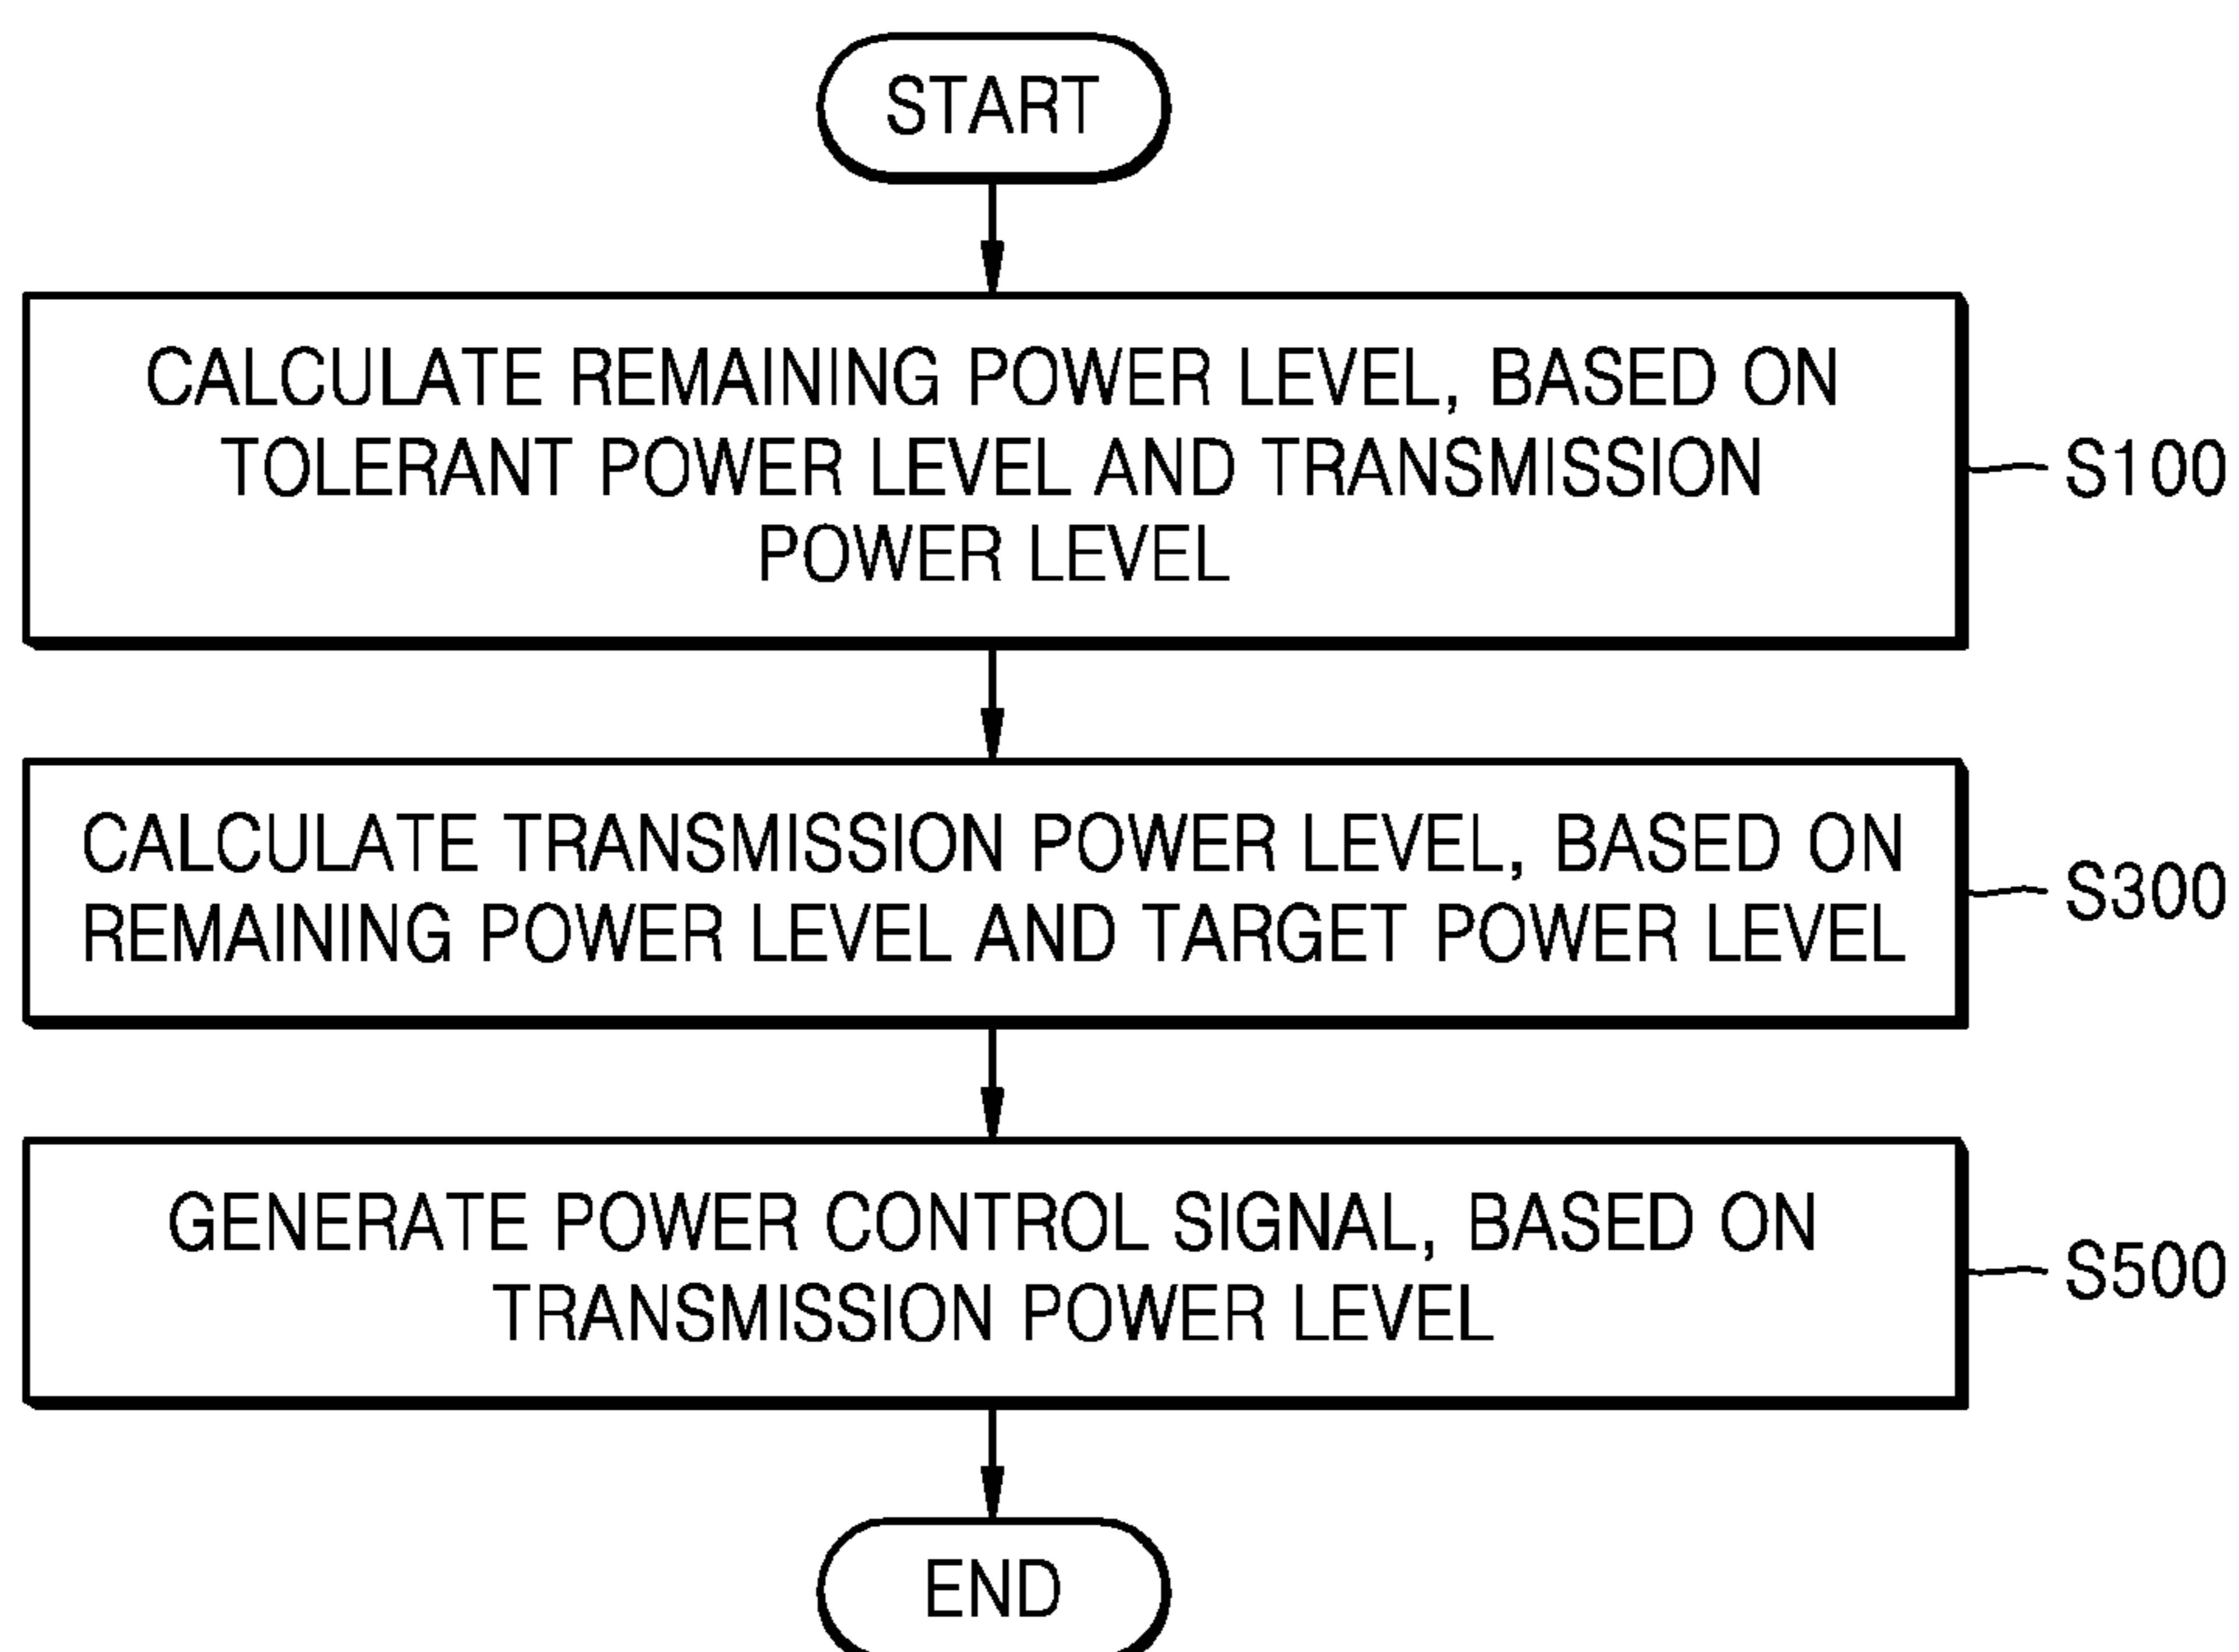 START
CALCULATE REMAINING POWER LEVEL, BASED ON
TOLERANT POWER LEVEL AND TRANSMISSION
POWER LEVEL
S100
CALCULATE TRANSMISSION POWER LEVEL, BASED ON
REMAINING POWER LEVEL AND TARGET POWER LEVEL
S300
GENERATE POWER CONTROL SIGNAL, BASED ON
TRANSMISSION POWER LEVEL
S500
END